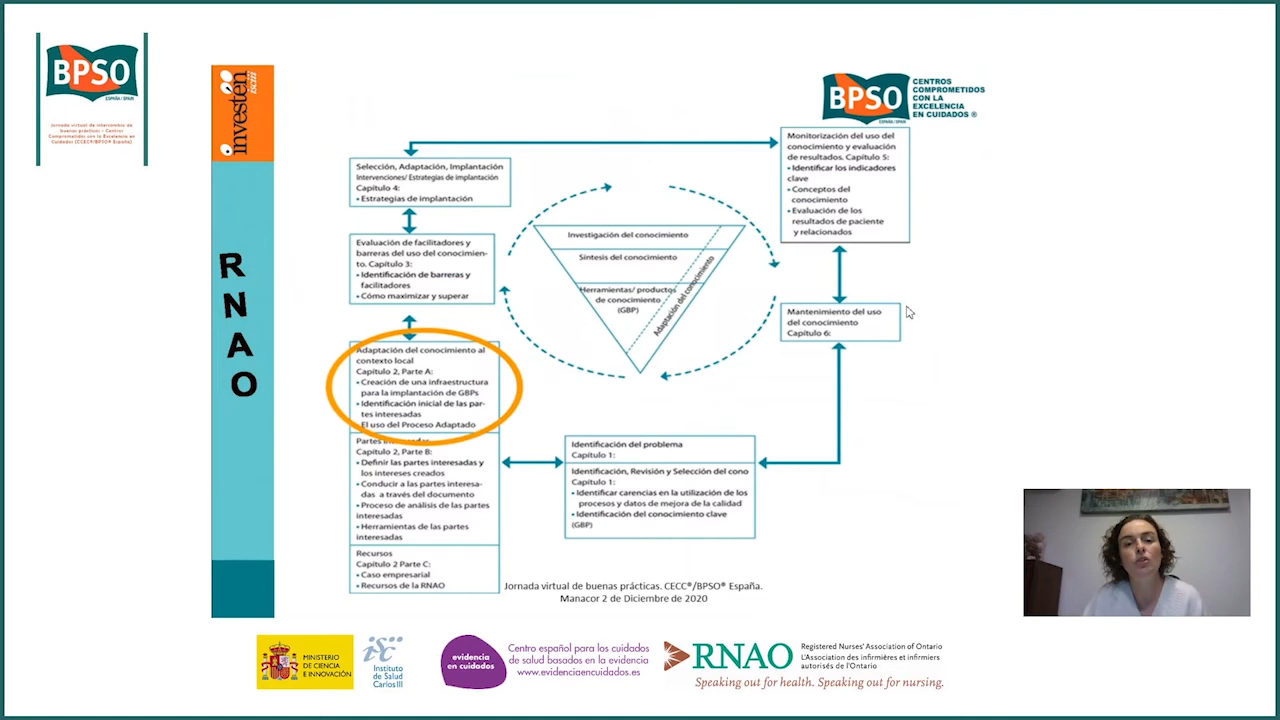 BPSO
ESPAÑA / SPAIN
Jornada virtual de intercambio de
buenas prácticas - Centros
Comprometidos con la Excelencia en
Cuidados (CCEC®/BPSO® España)
investén
isciii
RNAO
BPSO
ESPAÑA / SPAIN
CENTROS
COMPROMETIDOS
CON LA
EXCELENCIA
EN CUIDADOS ®
Selección, Adaptación, Implantación
Intervenciones/ Estrategias de implantación
Capítulo 4:
• Estrategias de implantación
Evaluación de facilitadores y
barreras del uso del conocimien-
to. Capítulo 3:
• Identificación de barreras y
facilitadores
• Cómo maximizar y superar
Adaptación del conocimiento al
contexto local
Capítulo 2, Parte A:
• Creación de una infraestructura
para la implantación de GBPs
• Identificación inicial de las par-
tes interesadas
El uso del Proceso Adaptado
Partes interesadas
Capítulo 2, Parte B:
• Definir las partes interesadas y
los intereses creados
• Conducir a las partes interesa-
das a través del documento
• Proceso de análisis de las partes
interesadas
• Herramientas de las partes
interesadas
Recursos
Capítulo 2 Parte C:
• Caso empresarial
• Recursos de la RNAO
Investigación del conocimiento
Síntesis del conocimiento
Herramientas/ productos
de conocimiento
(GBP)
Adaptación del conocimiento
Monitorización del uso del
conocimiento y evaluación
de resultados. Capítulo 5:
• Identificar los indicadores
clave
• Conceptos del
conocimiento
• Evaluación de los
resultados de paciente
y relacionados
Mantenimiento del uso
del conocimiento
Capítulo 6:
Identificación del problema
Capítulo 1:
Identificación, Revisión y Selección del cono
Capítulo 1:
• Identificar carencias en la utilización de los
procesos y datos de mejora de la calidad
• Identificación del conocimiento clave
(GBP)
Jornada virtual de buenas prácticas. CECC®/BPSO® España.
Manacor 2 de Diciembre de 2020
MINISTERIO
DE CIENCIA
E INNOVACIÓN
isc
Instituto
de Salud
Carlos III
evidencia
en cuidados
Centro español para los cuidados
de salud basados en la evidencia
www.evidenciaencuidados.es
RNAO
Registered Nurses' Association of Ontario
L'Association des infirmières et infirmiers
autorisés de l'Ontario
Speaking out for health. Speaking out for nursing.